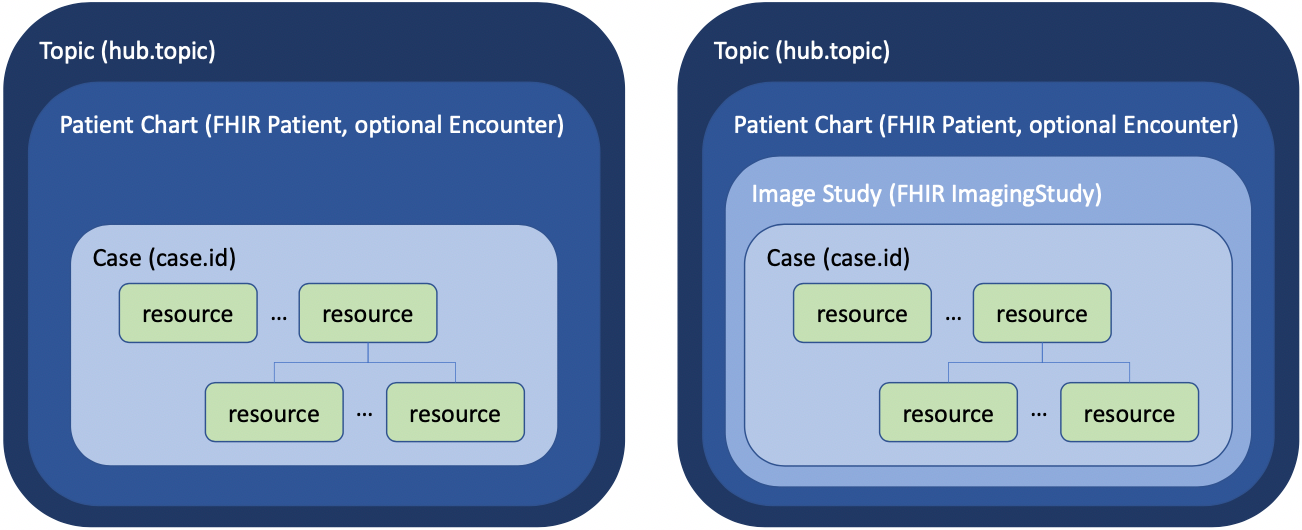 Topic (hub.topic)
Patient Chart (FHIR Patient, optional Encounter)
Case (case.id)
resource ... resource
resource ... resource
Topic (hub.topic)
Patient Chart (FHIR Patient, optional Encounter)
Image Study (FHIR ImagingStudy)
Case (case.id)
resource ... resource
resource ... resource